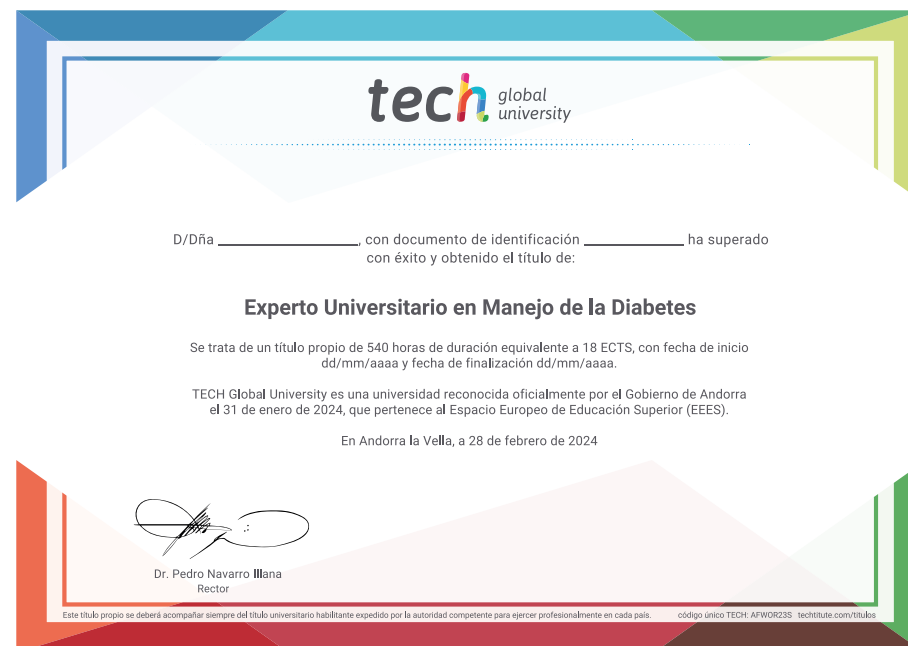 tech global university
D/Dña ____________, con documento de identificación ____________ ha superado
con éxito y obtenido el título de:
Experto Universitario en Manejo de la Diabetes
Se trata de un título propio de 540 horas de duración equivalente a 18 ECTS, con fecha de inicio
dd/mm/aaaa y fecha de finalización dd/mm/aaaa.
TECH Global University es una universidad reconocida oficialmente por el Gobierno de Andorra
el 31 de enero de 2024, que pertenece al Espacio Europeo de Educación Superior (EEES).
En Andorra la Vella, a 28 de febrero de 2024
Dr. Pedro Navarro Illana
Rector
Este título propio se deberá acompañar siempre del título universitario habilitante expedido por la autoridad competente para ejercer profesionalmente en cada país. código único TECH: AFWOR23S techtitute.com/titulos